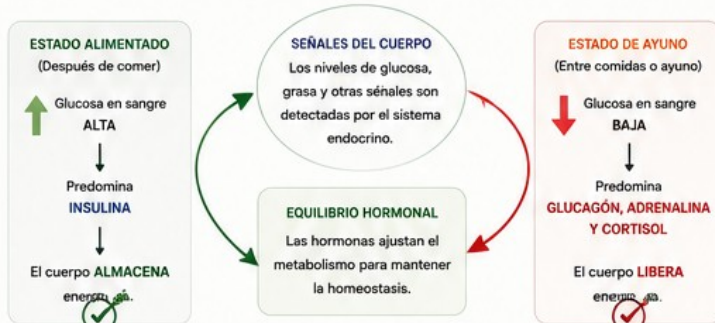 ESTADO ALIMENTADO
(Después de comer)
Glucosa en sangre
ALTA
Predomina
INSULINA
El cuerpo ALMACENA
SEÑALES DEL CUERPO
Los niveles de glucosa,
grasa y otras séñales son
detectadas por el sistema
endocrino.
EQUILIBRIO HORMONAL
Las hormonas ajustan el
metabolismo para mantener
la homeostasis.
ESTADO DE AYUNO
(Entre comidas o ayuno)
Glucosa en sangre
BAJA
Predomina
GLUCAGÓN, ADRENALINA
Y CORTISOL
El cuerpo LIBERA